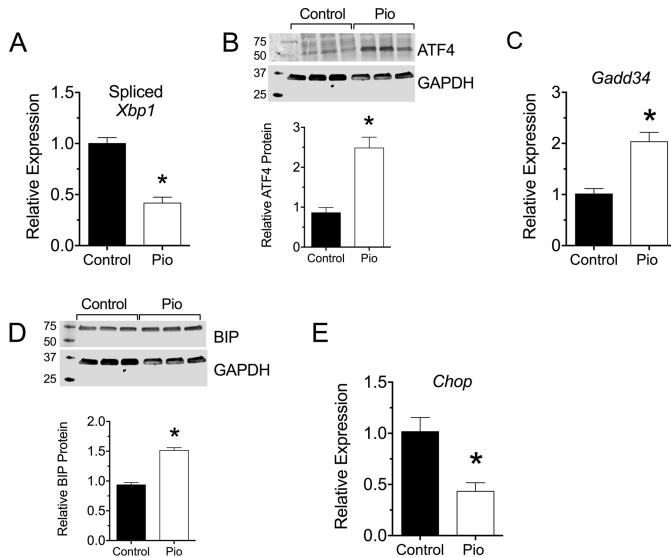 A
Spliced
Xbp1
Relative Expression
1.5
1.0
0.5
0.0
*
Control
Pio
B
Control
Pio
75
50
ATF4
37
25
GAPDH
Relative ATF4 Protein
3
2
1
0
*
Control
Pio
C
Gadd34
Relative Expression
3
2
1
0
*
Control
Pio
D
Control
Pio
75
50
BIP
37
25
GAPDH
Relative BIP Protein
2.0
1.5
1.0
0.5
0.0
*
Control
Pio
E
Chop
Relative Expression
1.5
1.0
0.5
0.0
*
Control
Pio